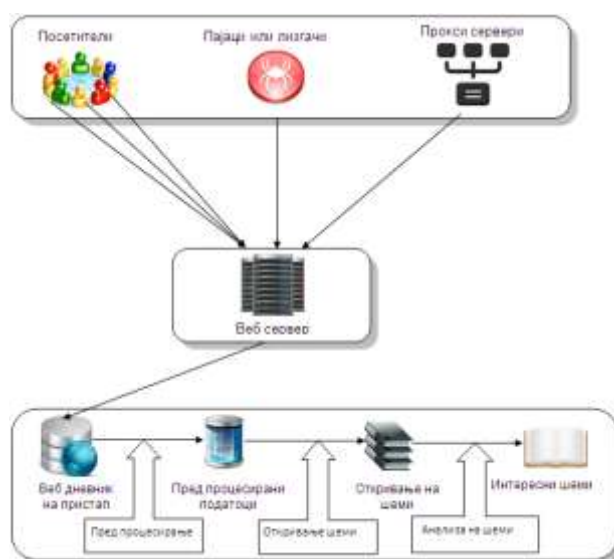 Посетители
Пајаци или лизгачи
Прокси сервери
Веб сервер
Веб дневник
на пристап
Пред процесирани
податоци
Откривање на
шеми
Интересни шеми
Пред процесирање
Откривање шеми
Анализа на шеми